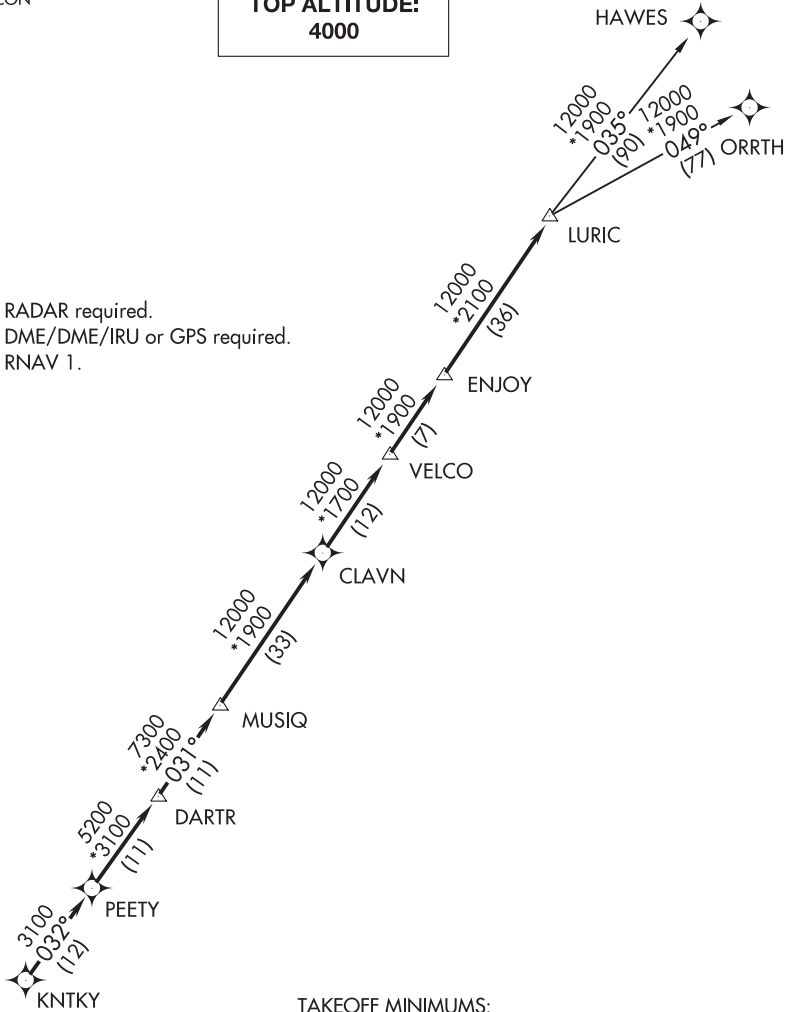 TOP ALTITUDE:
4000
HAWES
12000
*1900
035°
(90)
12000
*1900
049°
(77)
ORRTH
LURIC
RADAR required.
DME/DME/IRU or GPS required.
RNAV 1.
12000
*2100
(36)
ENJOY
12000
*1900
(7)
VELCO
12000
*1700
(12)
CLAVN
12000
*1900
(33)
MUSIQ
7300
*2400
031°
(11)
DARTR
5200
*3100
(11)
PEETY
3100
032°
(12)
KNTKY
TAKEOFF MINIMUMS: